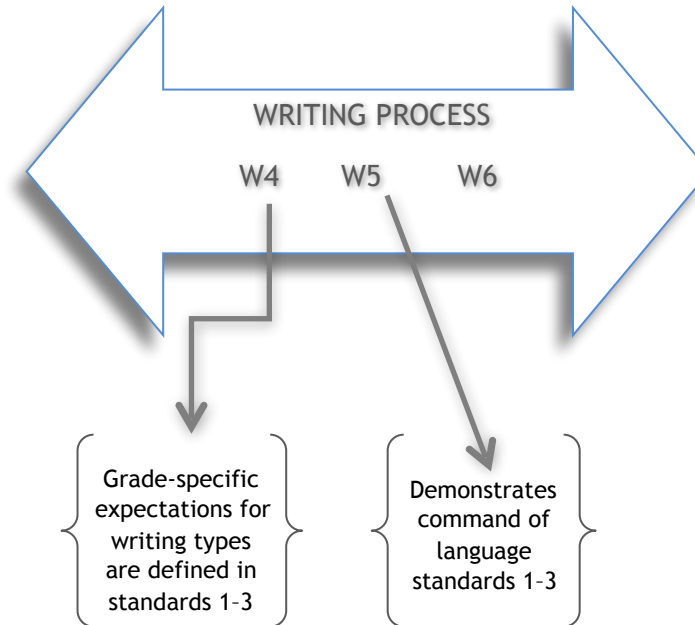 WRITING PROCESS
W4 W5 W6
Grade-specific
expectations for
writing types
are defined in
standards 1–3
Demonstrates
command of
language
standards 1–3